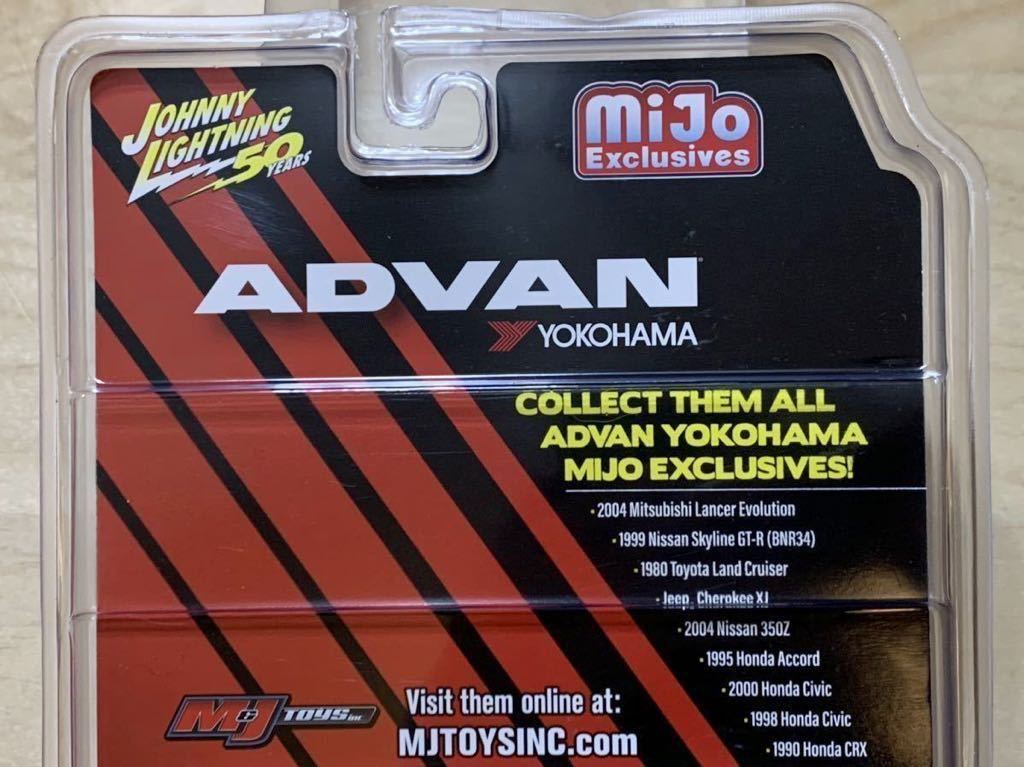 JOHNNY
LIGHTNING
50
YEARS
MiJo
Exclusives
ADVAN
YOKOHAMA
COLLECT THEM ALL
ADVAN YOKOHAMA
MIJO EXCLUSIVES!
• 2004 Mitsubishi Lancer Evolution
• 1999 Nissan Skyline GT-R (BNR34)
• 1980 Toyota Land Cruiser
• Jeep, Cherokee XJ
• 2004 Nissan 350Z
• 1995 Honda Accord
• 2000 Honda Civic
• 1998 Honda Civic
• 1990 Honda CRX
M&J TOYS inc.
Visit them online at:
MJTOYSINC.com